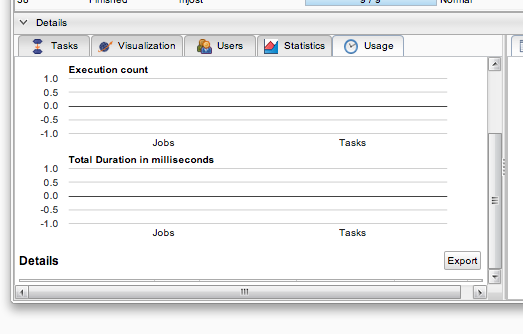 38 Finished mjost 9 / 9 Normal
Details
Tasks Visualization Users Statistics Usage
Execution count
1.0
0.5
0.0
-0.5
-1.0
Jobs Tasks
Total Duration in milliseconds
1.0
0.5
0.0
-0.5
-1.0
Jobs Tasks
Details Export